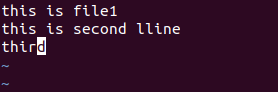 this is file1
this is second lline
third
~
~